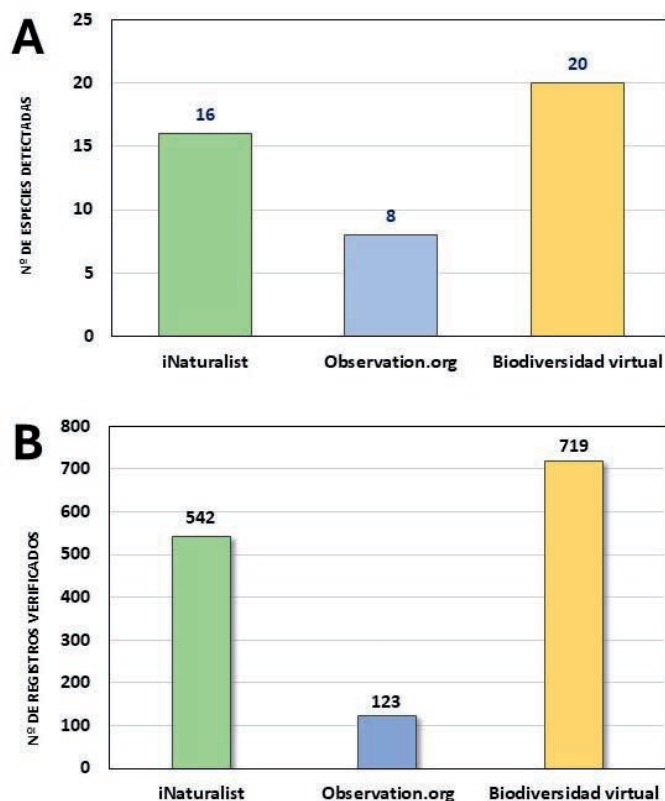 A
Nº DE ESPECIES DETECTADAS
25
20
15
10
5
0
16
8
20
iNaturalist
Observation.org
Biodiversidad virtual
B
Nº DE REGISTROS VERIFICADOS
800
700
600
500
400
300
200
100
0
542
123
719
iNaturalist
Observation.org
Biodiversidad virtual